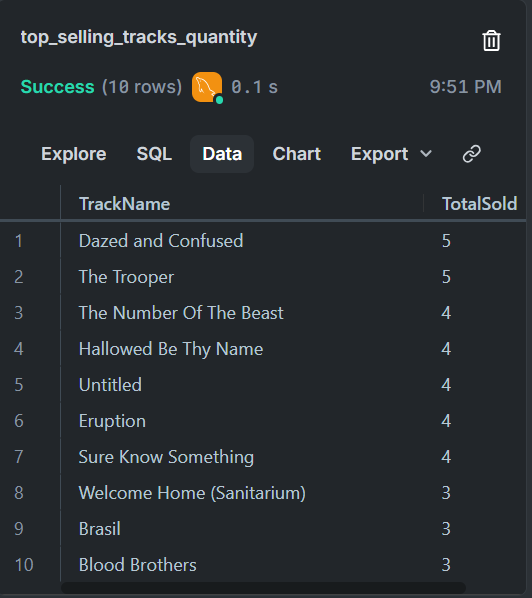 top_selling_tracks_quantity
Success (10 rows) 0.1 s 9:51 PM
Explore SQL Data Chart Export
TrackName TotalSold
1 Dazed and Confused 5
2 The Trooper 5
3 The Number Of The Beast 4
4 Hallowed Be Thy Name 4
5 Untitled 4
6 Eruption 4
7 Sure Know Something 4
8 Welcome Home (Sanitarium) 3
9 Brasil 3
10 Blood Brothers 3